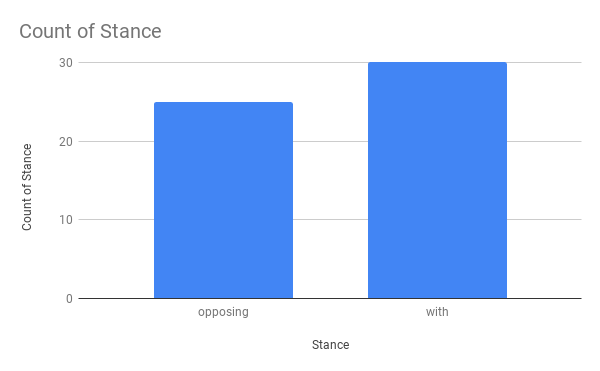 Count of Stance
30
20
10
0
Count of Stance
opposing
with
Stance